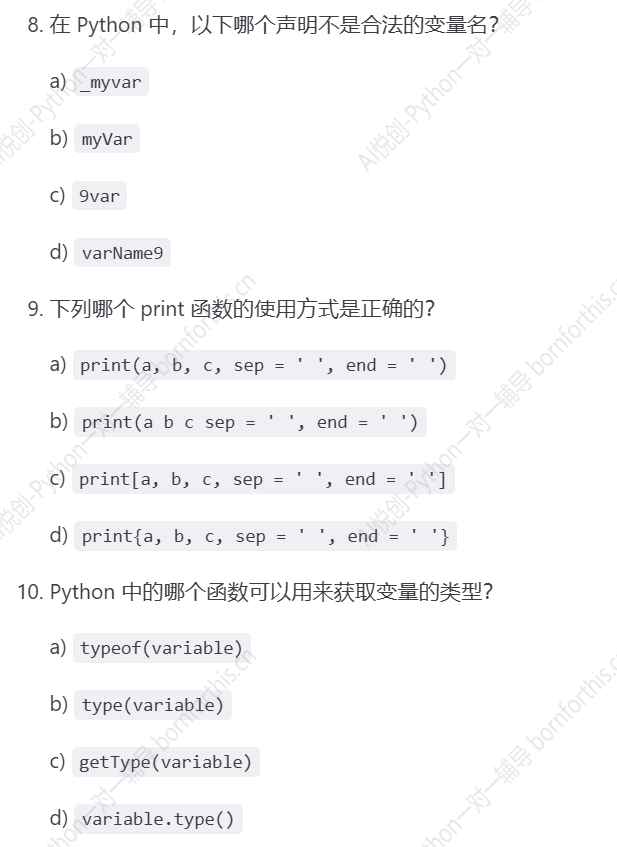 8. 在 Python 中，以下哪个声明不是合法的变量名？
a) _myvar
b) myVar
c) 9var
d) varName9
9. 下列哪个 print 函数的使用方式是正确的？
a) print(a, b, c, sep = ' ', end = ' ')
b) print(a b c sep = ' ', end = ' ')
c) print[a, b, c, sep = ' ', end = ' ']
d) print{a, b, c, sep = ' ', end = ' '}
10. Python 中的哪个函数可以用来获取变量的类型？
a) typeof(variable)
b) type(variable)
c) getType(variable)
d) variable.type()
AI悦创-Python一对一辅导 bornforthis.cn